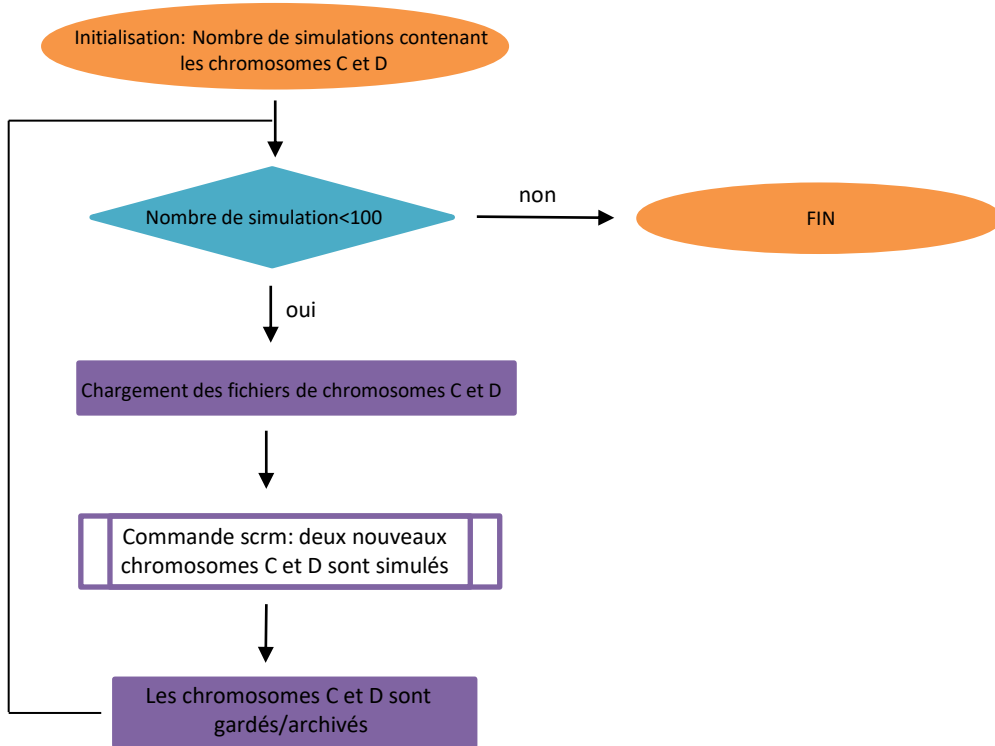 Initialisation: Nombre de simulations contenant
les chromosomes C et D
Nombre de simulation<100
non
FIN
oui
Chargement des fichiers de chromosomes C et D
Commande scrm: deux nouveaux
chromosomes C et D sont simulés
Les chromosomes C et D sont
gardés/archivés